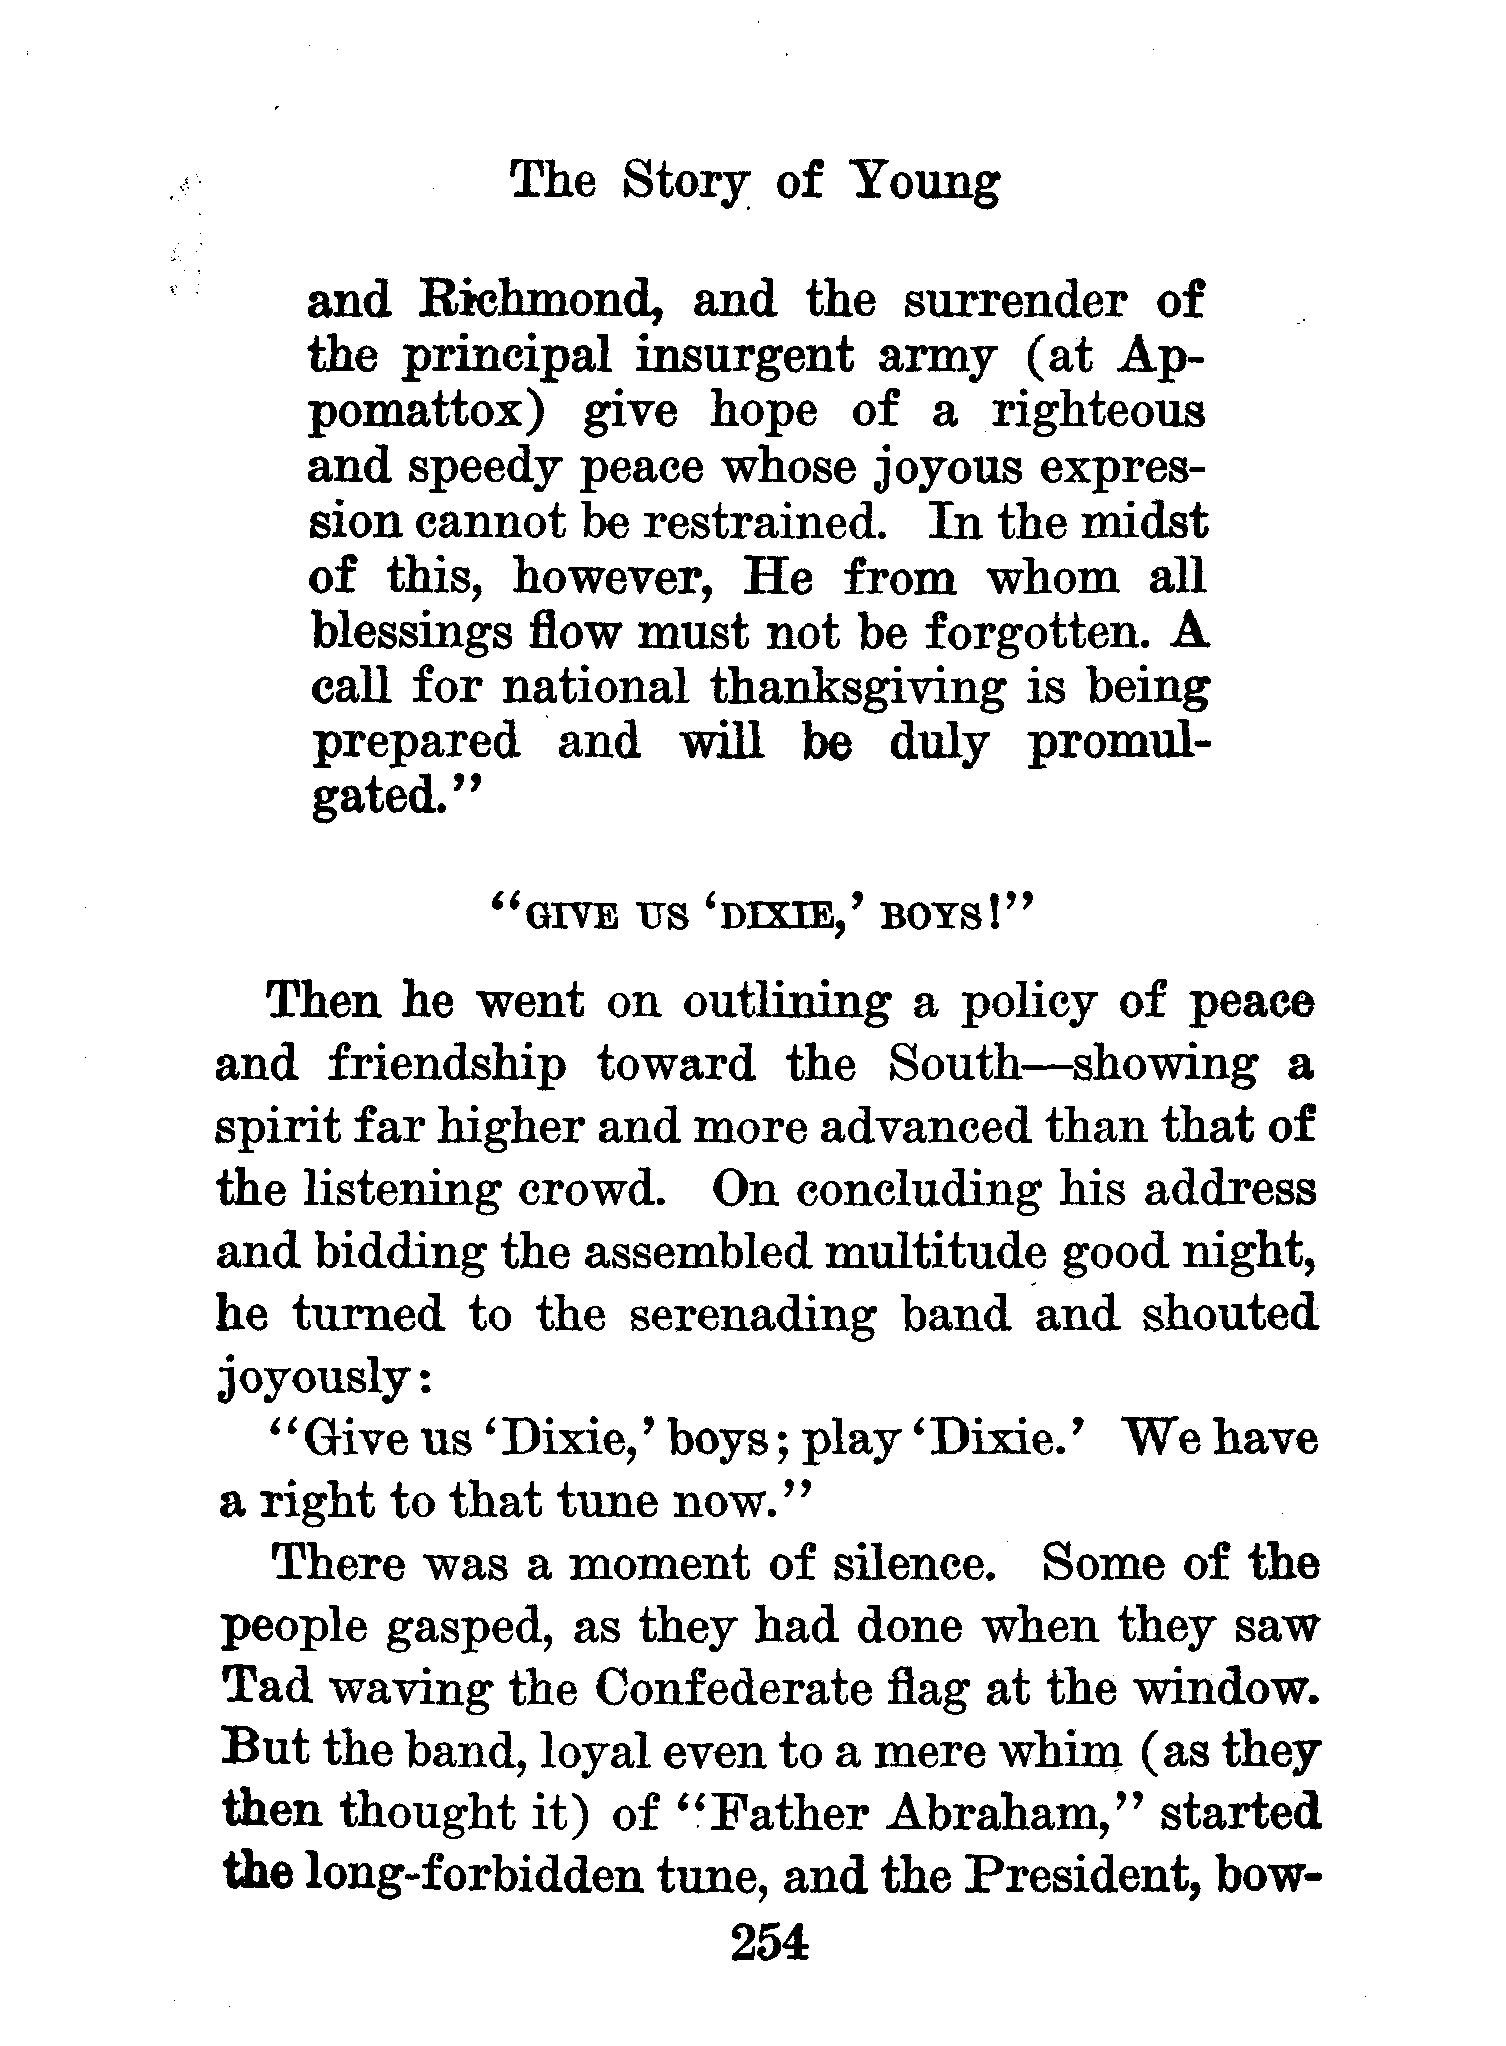 The Story of Young
and Richmond, and the surrender of
the principal insurgent army (at Ap-
pomattox) give hope of a righteous
and speedy peace whose joyous expres-
sion cannot be restrained. In the midst
of this, however, He from whom all
blessings flow must not be forgotten. A
call for national thanksgiving is being
prepared and will be duly promul-
gated."
"GIVE US 'DIXIE,' BOYS!"
Then he went on outlining a policy of peace
and friendship toward the South—showing a
spirit far higher and more advanced than that of
the listening crowd. On concluding his address
and bidding the assembled multitude good night,
he turned to the serenading band and shouted
joyously:
"Give us 'Dixie,' boys; play 'Dixie.' We have
a right to that tune now."
There was a moment of silence. Some of the
people gasped, as they had done when they saw
Tad waving the Confederate flag at the window.
But the band, loyal even to a mere whim (as they
then thought it) of "Father Abraham," started
the long-forbidden tune, and the President, bow-
254